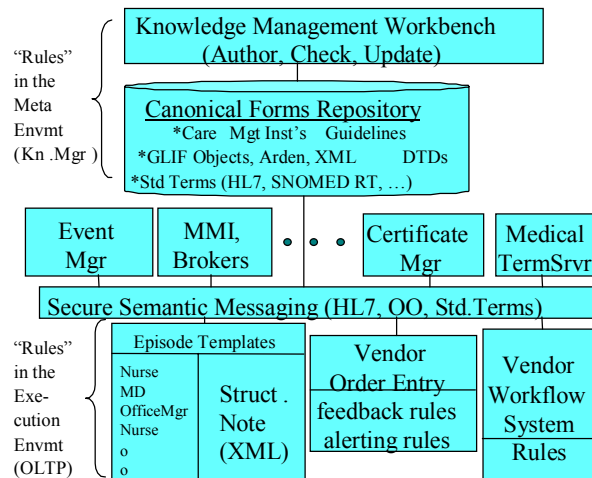 Knowledge Management Workbench
(Author, Check, Update)
“Rules”
in the
Meta
Envmt
(Kn .Mgr )
Canonical Forms Repository
*Care Mgt Inst’s Guidelines
*GLIF Objects, Arden, XML DTDs
*Std Terms (HL7, SNOMED RT, …)
Event
Mgr
MMI,
Brokers
• • •
Certificate
Mgr
Medical
TermSrvr
Secure Semantic Messaging (HL7, OO, Std.Terms)
“Rules”
in the
Exe-
cution
Envmt
(OLTP)
Episode Templates
Nurse
MD
OfficeMgr
Nurse
o
o
Struct .
Note
(XML)
Vendor
Order Entry
feedback rules
alerting rules
Vendor
Workflow
System
Rules